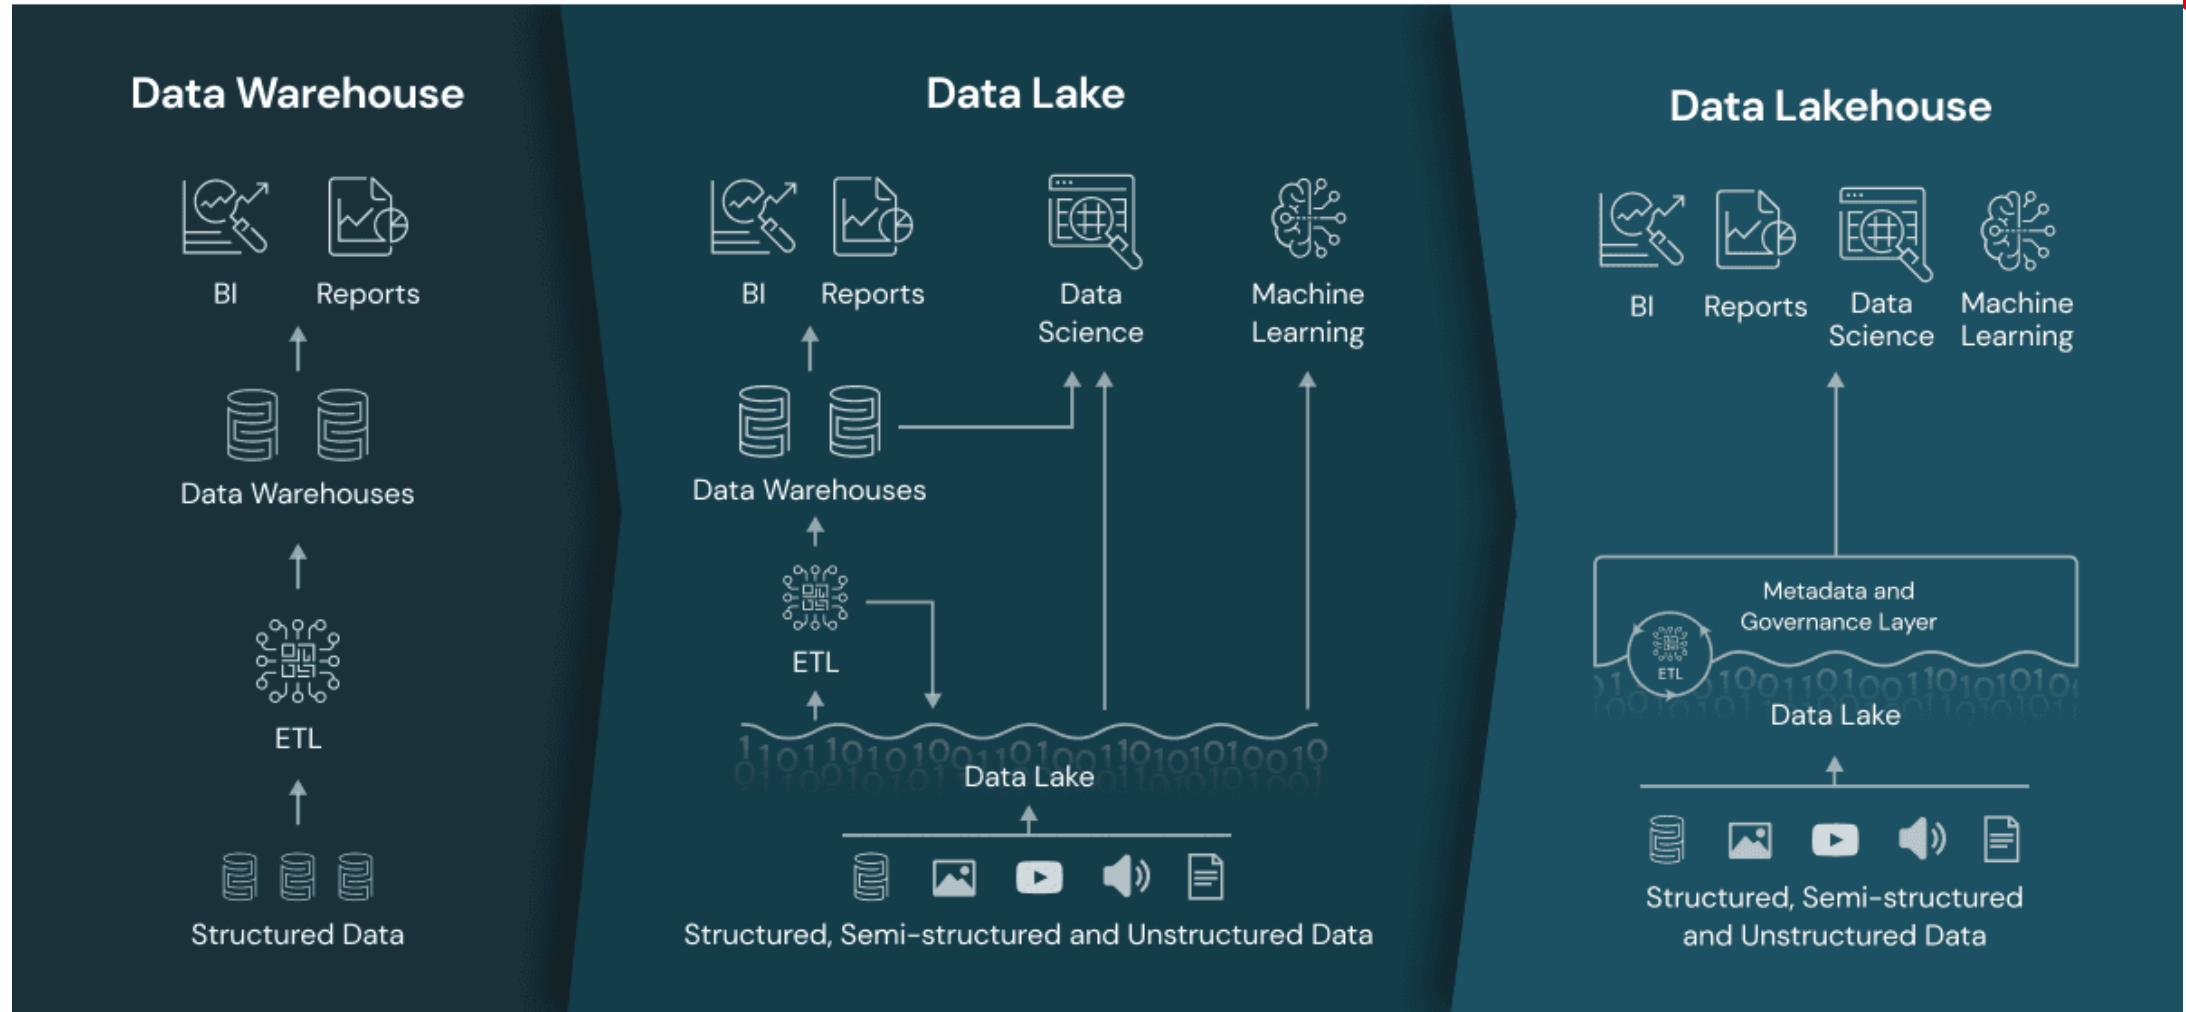 Data Warehouse
BI
Reports
Data Warehouses
ETL
Structured Data
Data Lake
BI
Reports
Data
Science
Machine
Learning
Data Warehouses
ETL
Data Lake
Structured, Semi-structured and Unstructured Data
Data Lakehouse
BI
Reports
Data
Science
Machine
Learning
Metadata and
Governance Layer
ETL
Data Lake
Structured, Semi-structured
and Unstructured Data